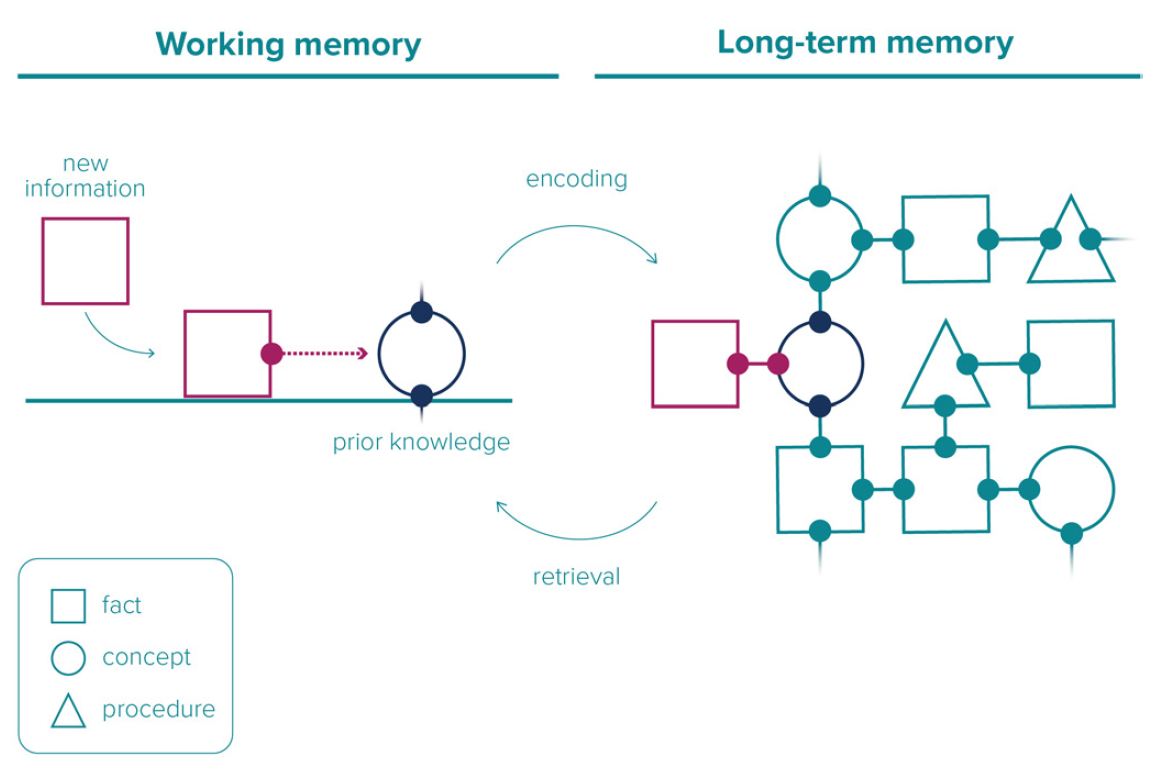 Working memory
Long-term memory
new
information
encoding
prior knowledge
retrieval
fact
concept
procedure